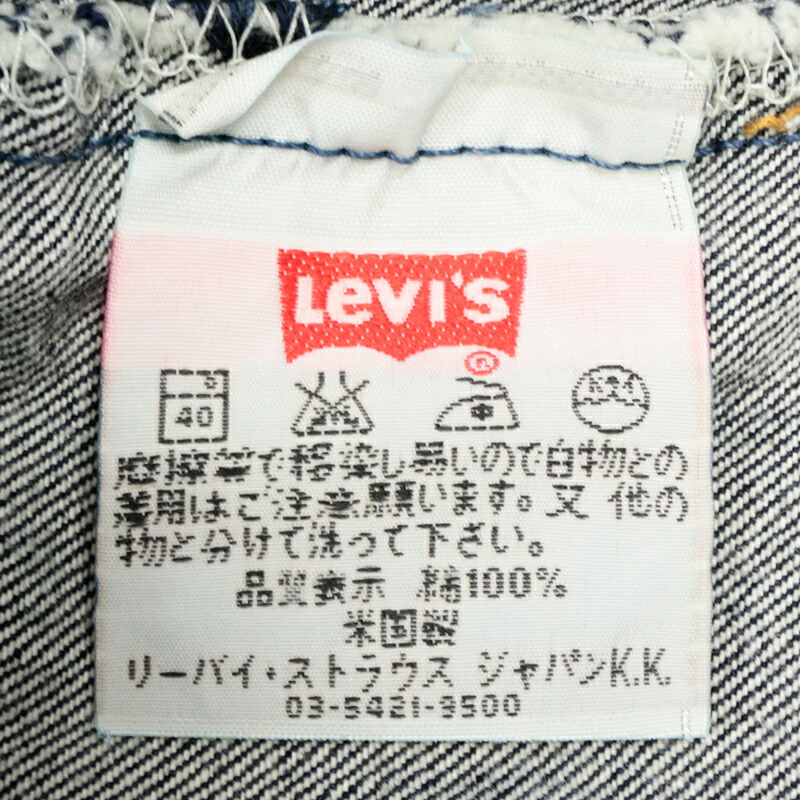 Levi's
®
40
中
摩擦等で移染し易いので白物との
着用はご注意願います。又 他の
物と分けて洗って下さい。
品質表示 綿100%
米国製
リーバイ・ストラウス ジャパンK.K.
03-5421-9500